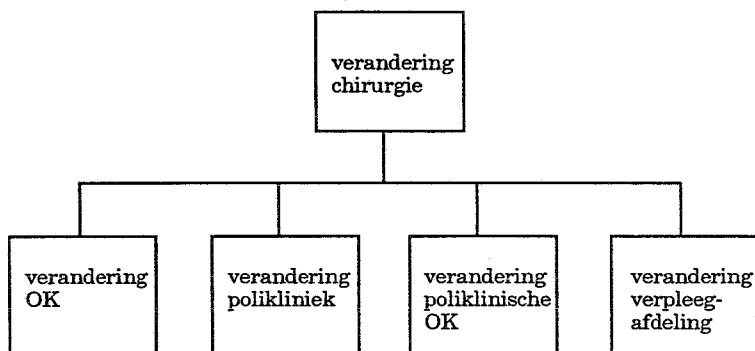 verandering
chirurgie
verandering
OK
verandering
polikliniek
verandering
poliklinische
OK
verandering
verpleeg-
afdeling